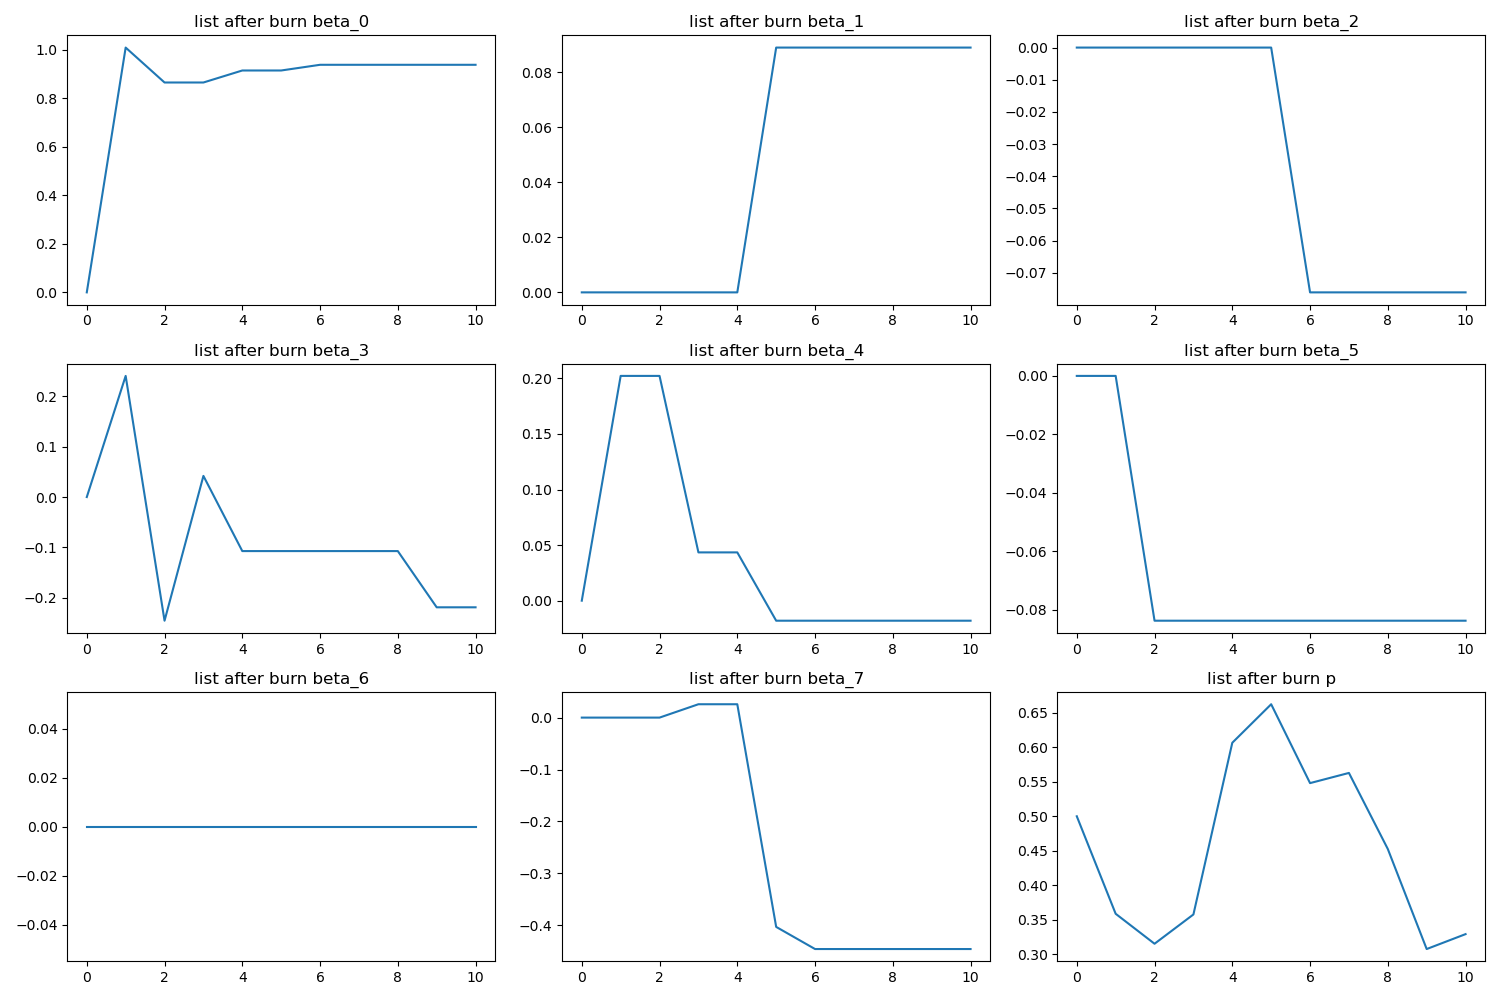 list after burn beta_0
1.0
0.8
0.6
0.4
0.2
0.0
0 2 4 6 8 10
list after burn beta_1
0.08
0.06
0.04
0.02
0.00
0 2 4 6 8 10
list after burn beta_2
0.00
−0.01
−0.02
−0.03
−0.04
−0.05
−0.06
−0.07
0 2 4 6 8 10
list after burn beta_3
0.2
0.1
0.0
−0.1
−0.2
0 2 4 6 8 10
list after burn beta_4
0.20
0.15
0.10
0.05
0.00
0 2 4 6 8 10
list after burn beta_5
0.00
−0.02
−0.04
−0.06
−0.08
0 2 4 6 8 10
list after burn beta_6
0.04
0.02
0.00
−0.02
−0.04
0 2 4 6 8 10
list after burn beta_7
0.0
−0.1
−0.2
−0.3
−0.4
0 2 4 6 8 10
list after burn p
0.65
0.60
0.55
0.50
0.45
0.40
0.35
0.30
0 2 4 6 8 10